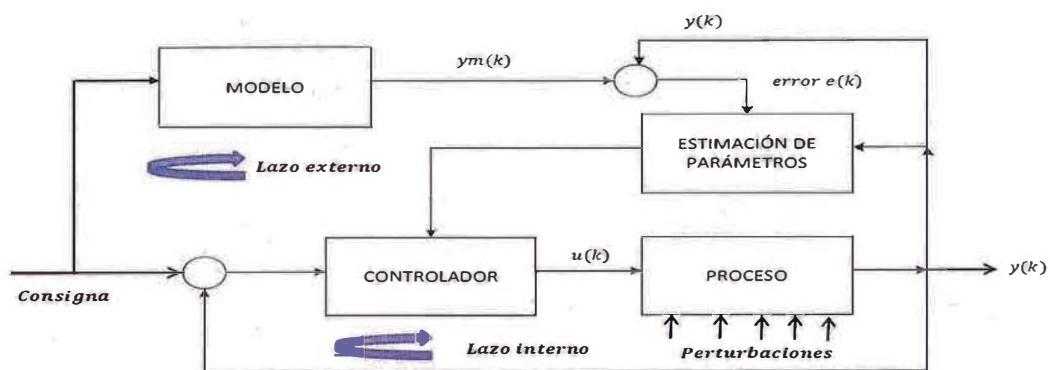 y(k)
MODELO
ym(k)
error e(k)
ESTIMACIÓN DE
PARÁMETROS
Lazo externo
CONTROLADOR
u(k)
PROCESO
y(k)
Consigna
Lazo interno
Perturbaciones